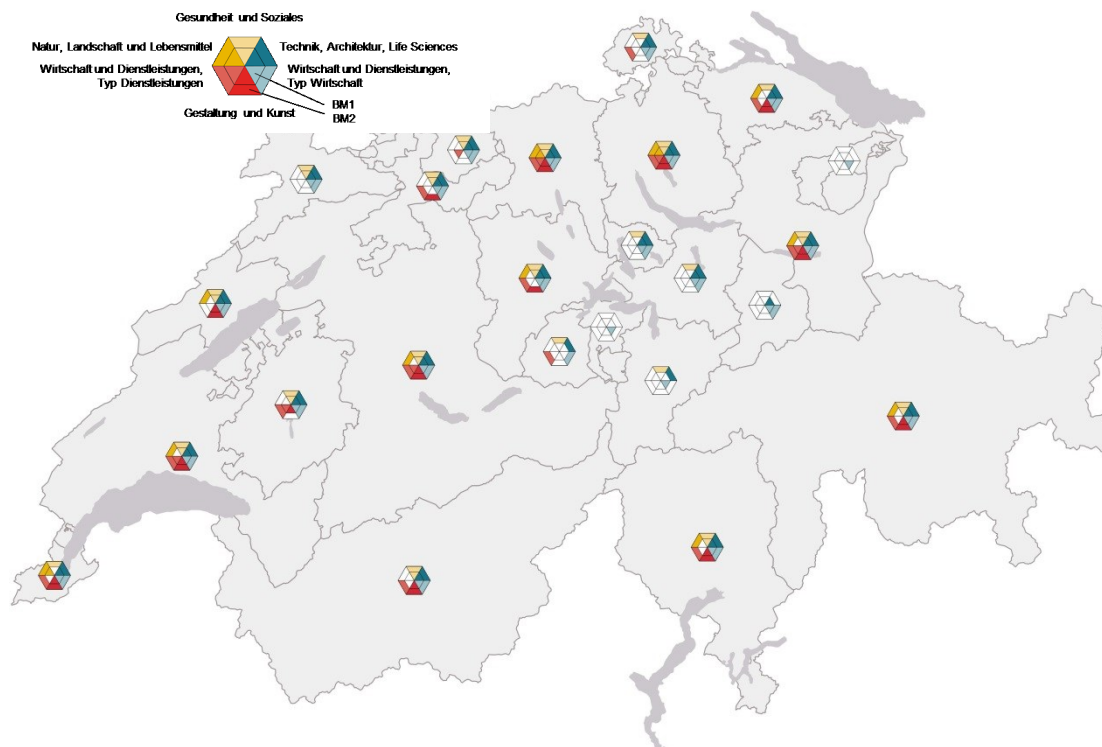 Gesundheit und Soziales
Natur, Landschaft und Lebensmittel
Technik, Architektur, Life Sciences
Wirtschaft und Dienstleistungen,
Typ Dienstleistungen
Wirtschaft und Dienstleistungen,
Typ Wirtschaft
BM1
BM2
Gestaltung und Kunst